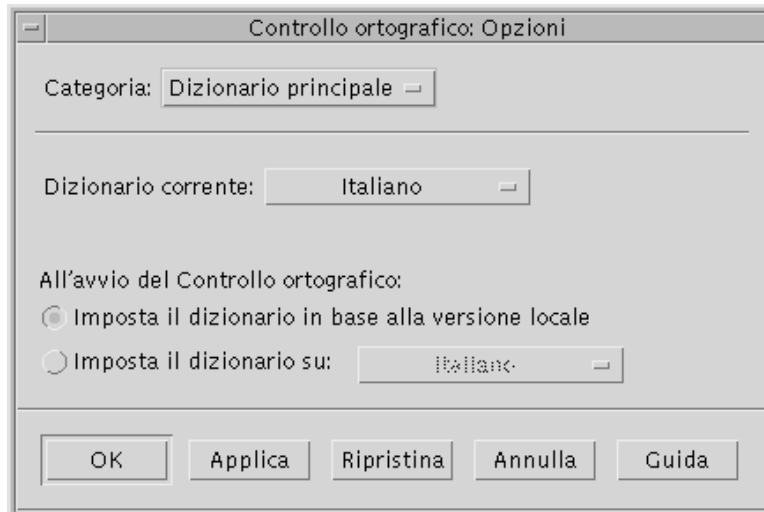 Controllo ortografico: Opzioni
Categoria: Dizionario principale
Dizionario corrente: Italiano
All'avvio del Controllo ortografico:
Imposta il dizionario in base alla versione locale
Imposta il dizionario su: Italiano
OK Applica Ripristina Annulla Guida